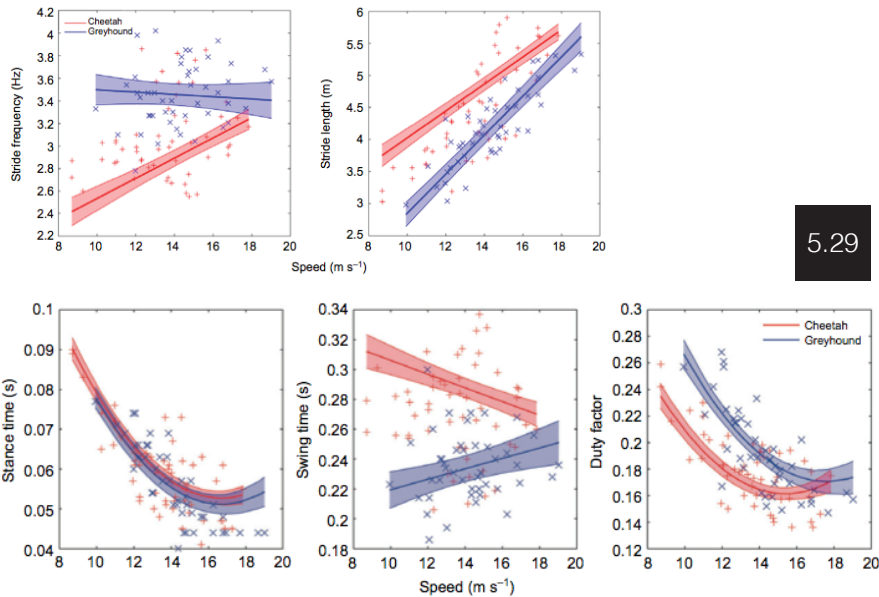 Cheetah
Greyhound
Stride frequency (Hz)
4.2
4
3.8
3.6
3.4
3.2
3
2.8
2.6
2.4
2.2
8 10 12 14 16 18 20
Stride length (m)
6
5.5
5
4.5
4
3.5
3
2.5
8 10 12 14 16 18 20
Speed (m s⁻¹)
5.29
Stance time (s)
0.1
0.09
0.08
0.07
0.06
0.05
0.04
8 10 12 14 16 18 20
Swing time (s)
0.34
0.32
0.3
0.28
0.26
0.24
0.22
0.2
0.18
8 10 12 14 16 18 20
Duty factor
0.3
0.28
0.26
0.24
0.22
0.2
0.18
0.16
0.14
0.12
8 10 12 14 16 18 20
Cheetah
Greyhound
Speed (m s⁻¹)